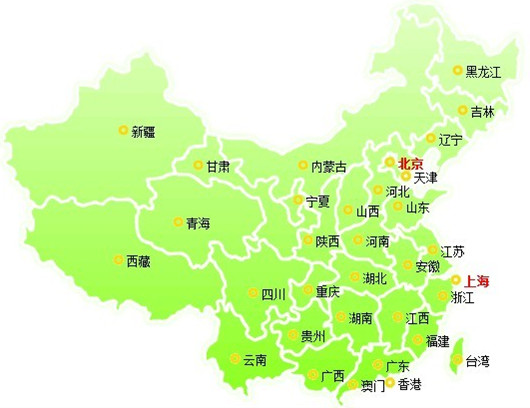 黑龙江
吉林
新疆
辽宁
北京
甘肃
内蒙古
天津
河北
宁夏
山东
山西
青海
陕西
河南
江苏
西藏
安徽
湖北
上海
四川
重庆
浙江
湖南
江西
贵州
福建
云南
台湾
广东
广西
澳门
香港